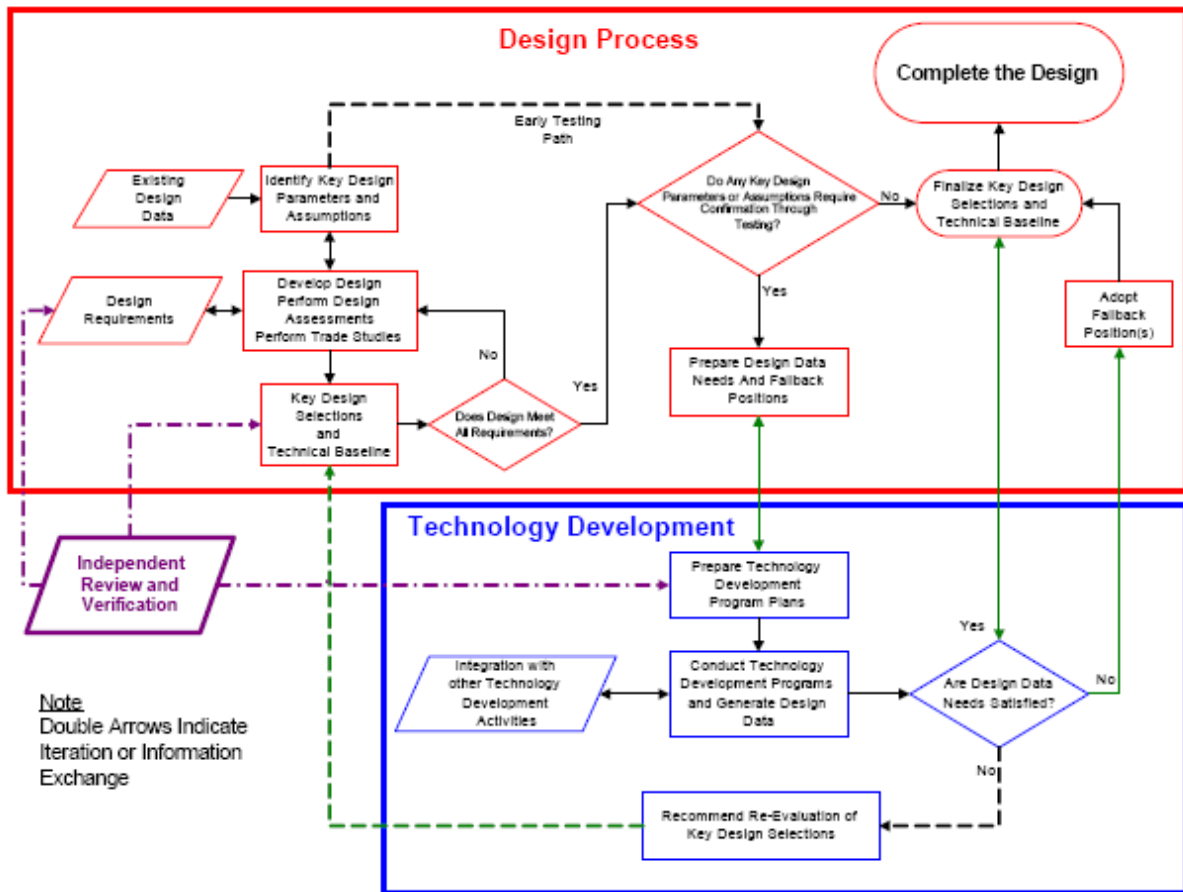 Design Process
Complete the Design
Early Testing
Path
Existing
Design
Data
Identify Key Design
Parameters and
Assumptions
Do Any Key Design
Parameters or Assumptions Require
Confirmation Through
Testing?
No
Finalize Key Design
Selections and
Technical Baseline
Design
Requirements
Develop Design
Perform Design
Assessments
Perform Trade Studies
Yes
Adopt
Fallback
Position(s)
No
Yes
Prepare Design Data
Needs And Fallback
Positions
Key Design
Selections
and
Technical Baseline
Does Design Meet
All Requirements?
Technology Development
Independent
Review and
Verification
Prepare Technology
Development
Program Plans
Yes
Integration with
other Technology
Development
Activities
Conduct Technology
Development Programs
and Generate Design
Data
Are Design Data
Needs Satisfied?
No
Note
Double Arrows Indicate
Iteration or Information
Exchange
No
Recommend Re-Evaluation of
Key Design Selections